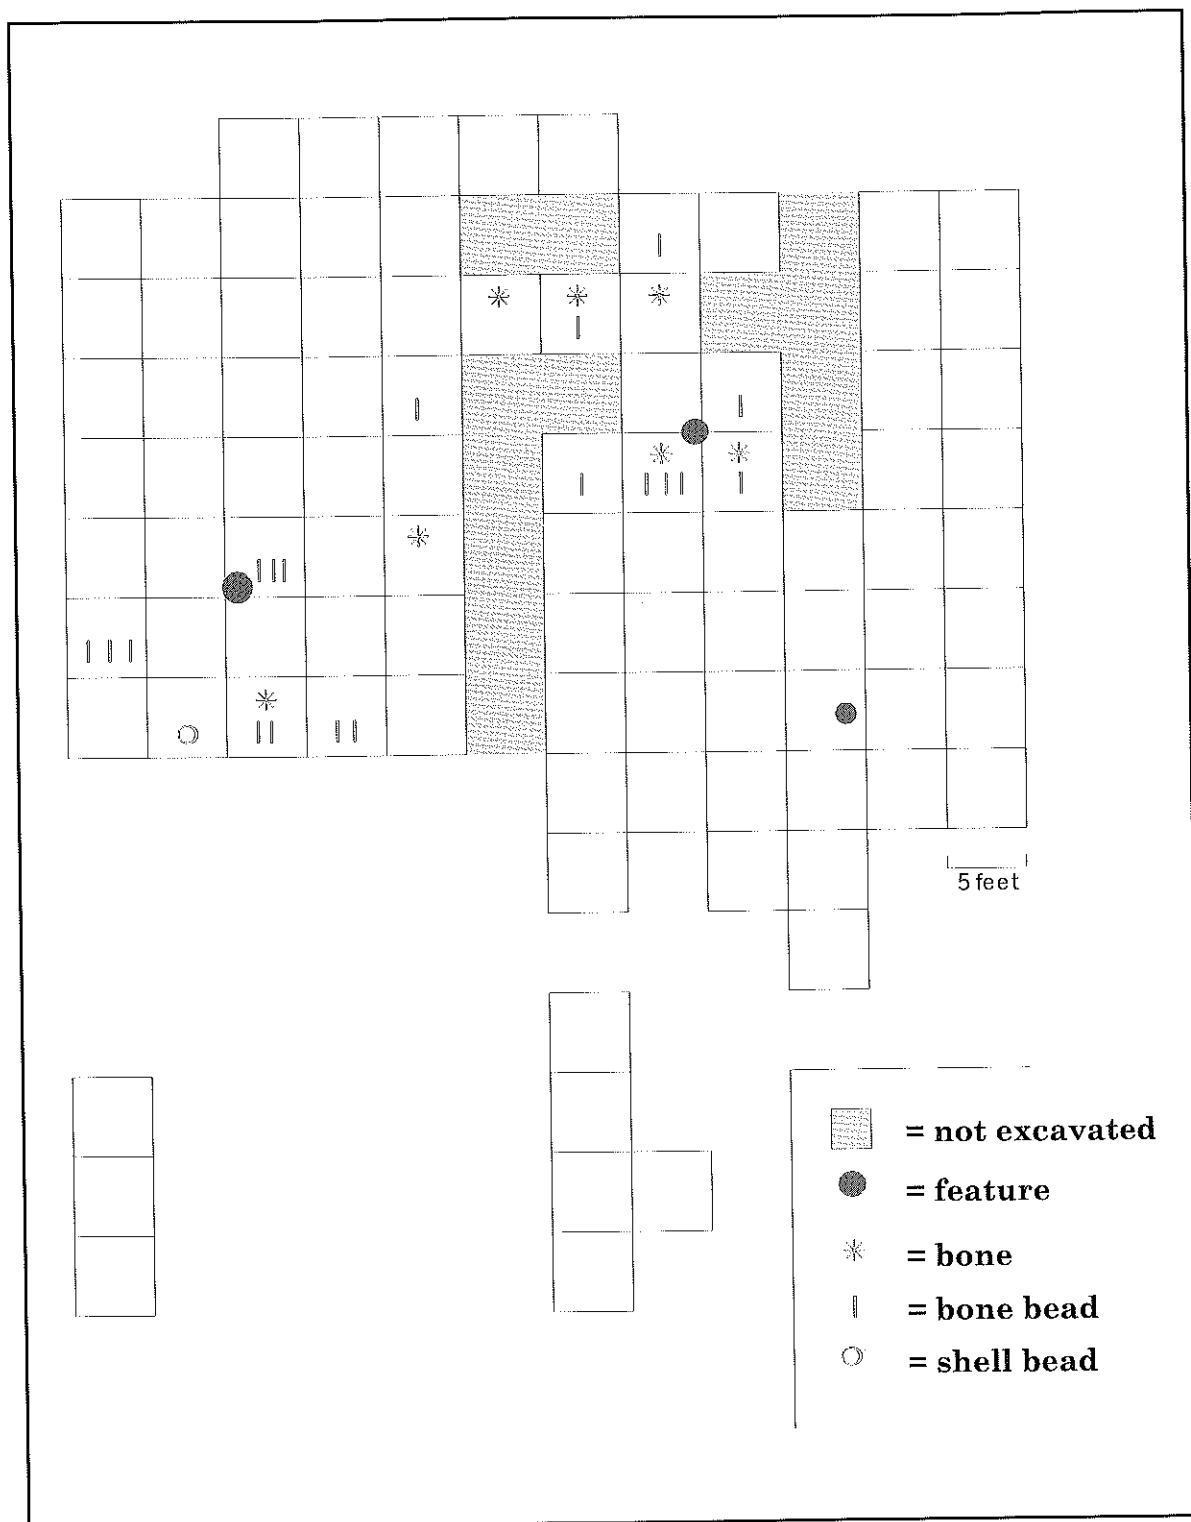 5 feet
= not excavated
= feature
= bone
= bone bead
= shell bead